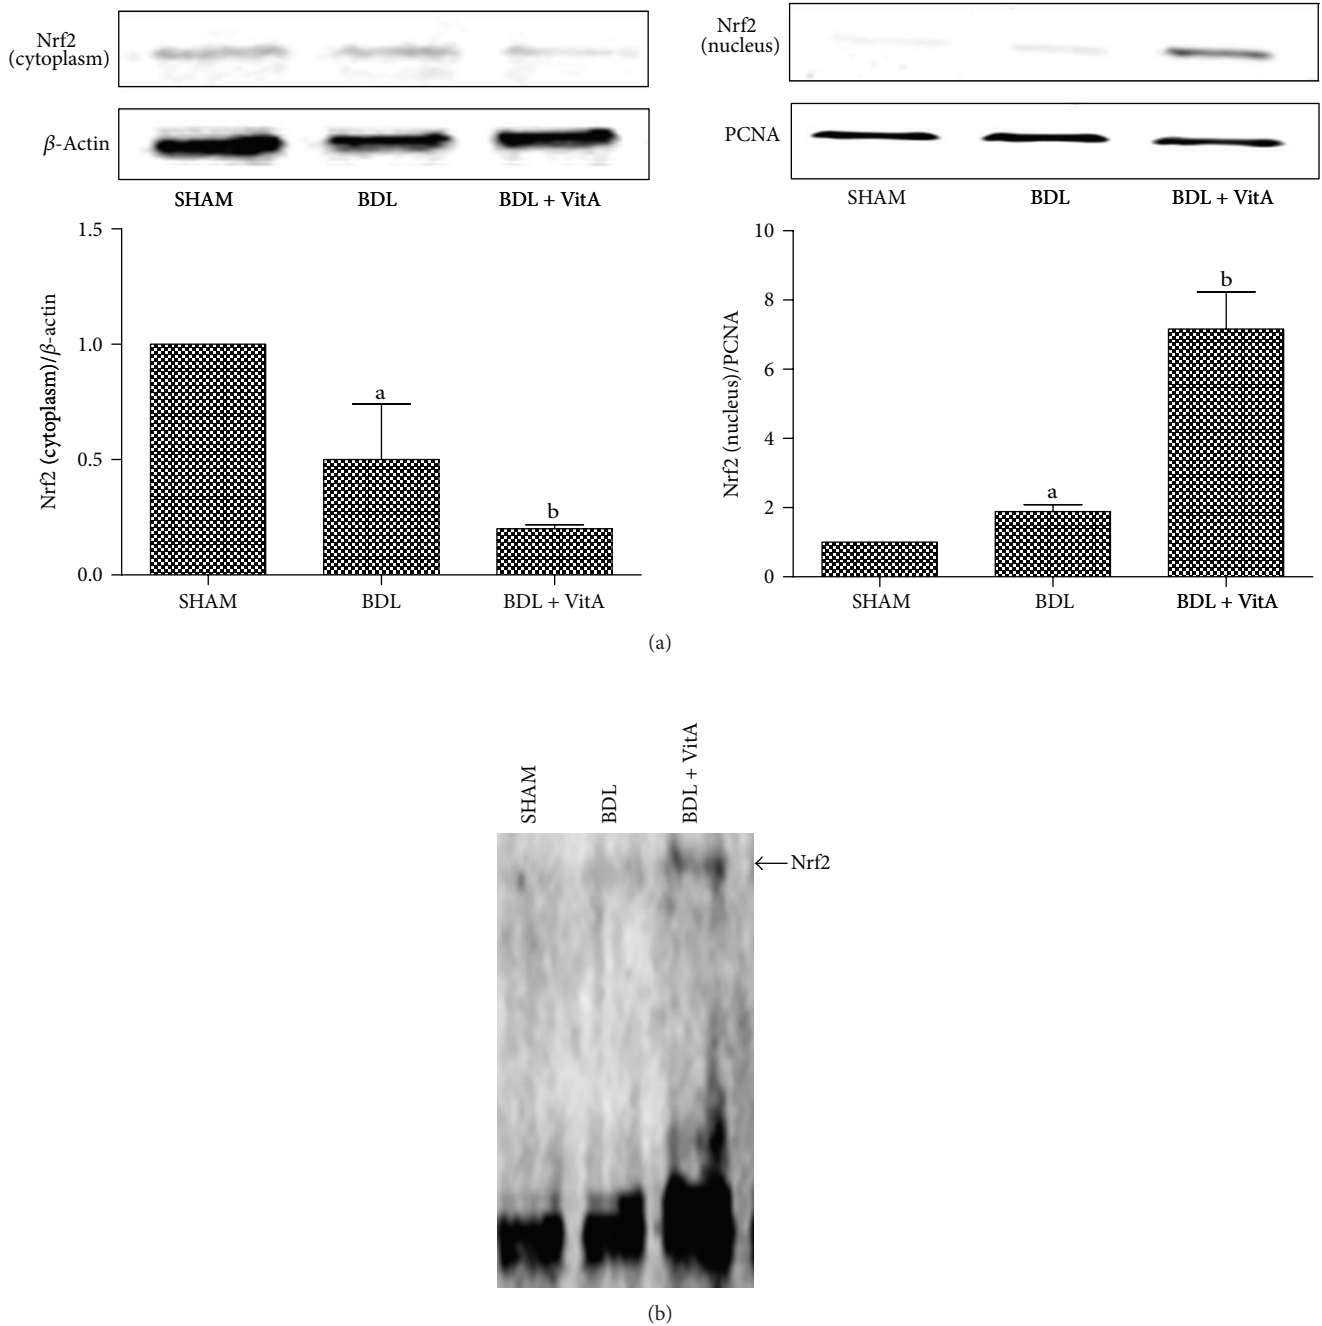 Nrf2
(cytoplasm)
β-Actin
SHAM BDL BDL + VitA
1.5
1.0
0.5
0.0
Nrf2 (cytoplasm)/β-actin
a
b
SHAM BDL BDL + VitA
Nrf2
(nucleus)
PCNA
SHAM BDL BDL + VitA
10
8
6
4
2
0
Nrf2 (nucleus)/PCNA
a
b
SHAM BDL BDL + VitA
(a)
SHAM
BDL
BDL + VitA
Nrf2
(b)